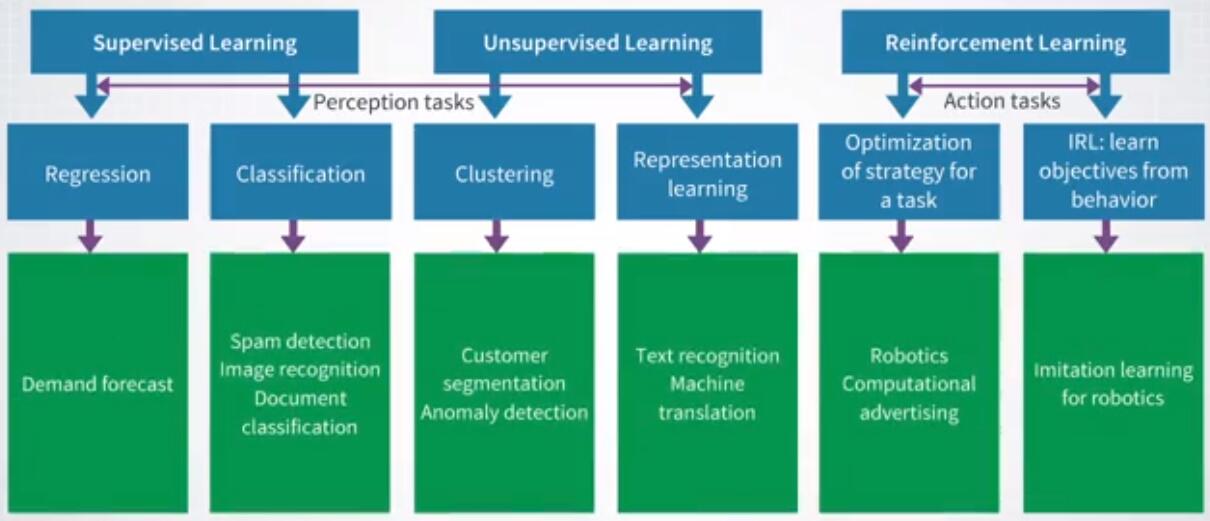 Supervised Learning
Unsupervised Learning
Reinforcement Learning
Perception tasks
Action tasks
Regression
Classification
Clustering
Representation
learning
Optimization
of strategy for
a task
IRL: learn
objectives from
behavior
Demand forecast
Spam detection
Image recognition
Document
classification
Customer
segmentation
Anomaly detection
Text recognition
Machine
translation
Robotics
Computational
advertising
Imitation learning
for robotics